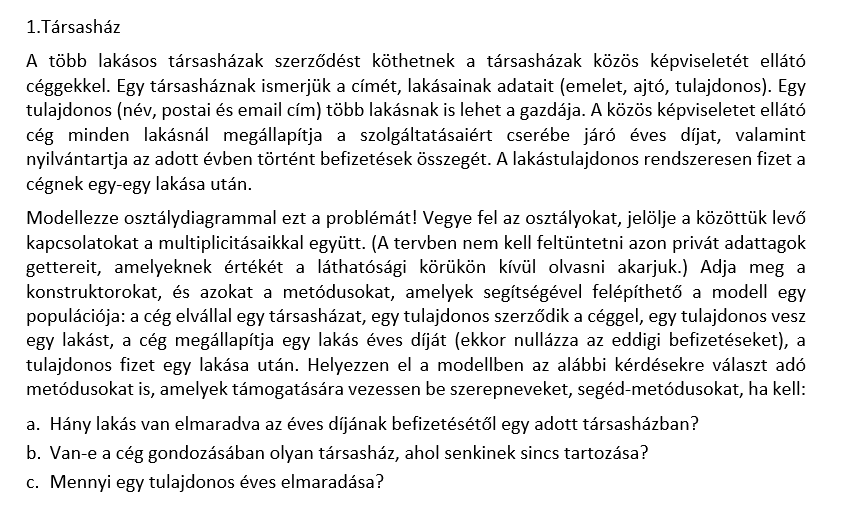 1.Társasház
A több lakásos társasházak szerződést köthetnek a társasházak közös képviseletét ellátó
céggekkel. Egy társasháznak ismerjük a címét, lakásainak adatait (emelet, ajtó, tulajdonos). Egy
tulajdonos (név, postai és email cím) több lakásnak is lehet a gazdája. A közös képviseletet ellátó
cég minden lakásnál megállapítja a szolgáltatásaiért cserébe járó éves díjat, valamint
nyilvántartja az adott évben történt befizetések összegét. A lakástulajdonos rendszeresen fizet a
cégnek egy-egy lakása után.
Modellezze osztálydiagrammal ezt a problémát! Vegye fel az osztályokat, jelölje a közöttük levő
kapcsolatokat a multiplicitásaikkal együtt. (A tervben nem kell feltüntetni azon privát adattagok
gettereit, amelyeknek értékét a láthatósági körükön kívül olvasni akarjuk.) Adja meg a
konstruktorokat, és azokat a metódusokat, amelyek segítségével felépíthető a modell egy
populációja: a cég elvállal egy társasházat, egy tulajdonos szerződik a céggel, egy tulajdonos vesz
egy lakást, a cég megállapítja egy lakás éves díját (ekkor nullázza az eddigi befizetéseket), a
tulajdonos fizet egy lakása után. Helyezzen el a modellben az alábbi kérdésekre választ adó
metódusokat is, amelyek támogatására vezessen be szerepneveket, segéd-metódusokat, ha kell:
a. Hány lakás van elmaradva az éves díjának befizetésétől egy adott társasházban?
b. Van-e a cég gondozásában olyan társasház, ahol senkinek sincs tartozása?
c. Mennyi egy tulajdonos éves elmaradása?